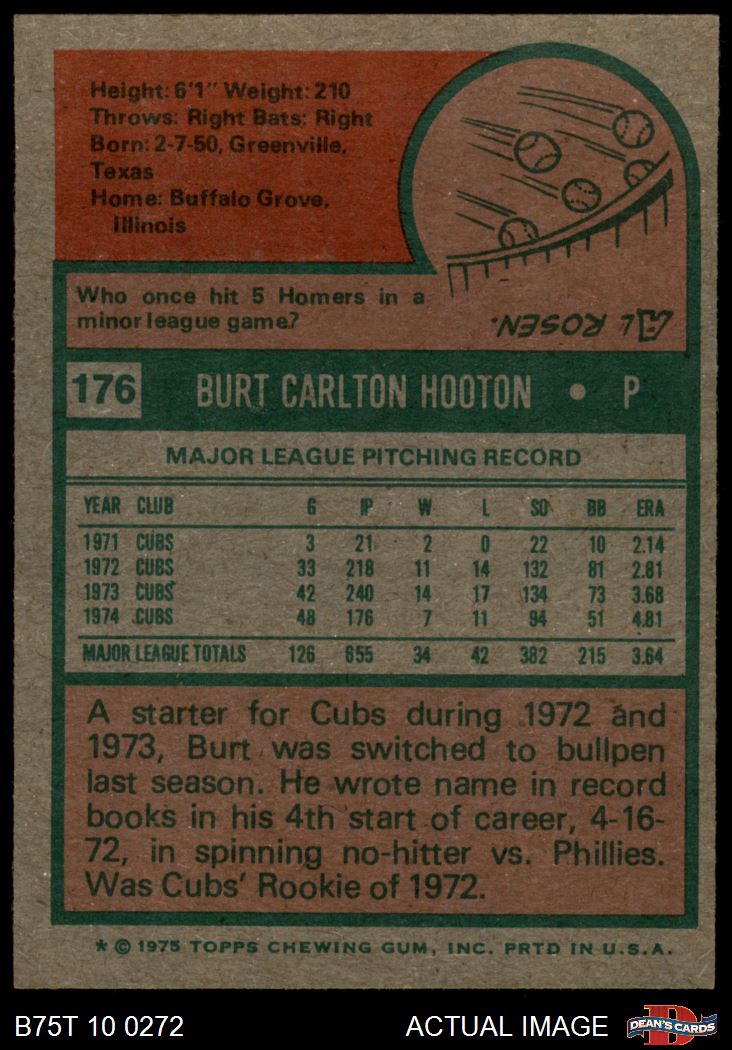 Height: 6'1" Weight: 210
Throws: Right Bats: Right
Born: 2-7-50, Greenville,
Texas
Home: Buffalo Grove,
Illinois
Who once hit 5 Homers in a
minor league game?
AL ROSEN.
176 BURT CARLTON HOOTON • P
MAJOR LEAGUE PITCHING RECORD
YEAR CLUB G IP W L SO BB ERA
1971 CUBS 3 21 2 0 22 10 2.14
1972 CUBS 33 218 11 14 132 81 2.81
1973 CUBS 42 240 14 17 134 73 3.68
1974 CUBS 48 176 7 11 94 51 4.81
MAJOR LEAGUE TOTALS 126 655 34 42 382 215 3.64
A starter for Cubs during 1972 and
1973, Burt was switched to bullpen
last season. He wrote name in record
books in his 4th start of career, 4-16-
72, in spinning no-hitter vs. Phillies.
Was Cubs' Rookie of 1972.
* © 1975 TOPPS CHEWING GUM, INC. PRTD IN U.S.A.
B75T 10 0272 ACTUAL IMAGE DEAN'S CARDS